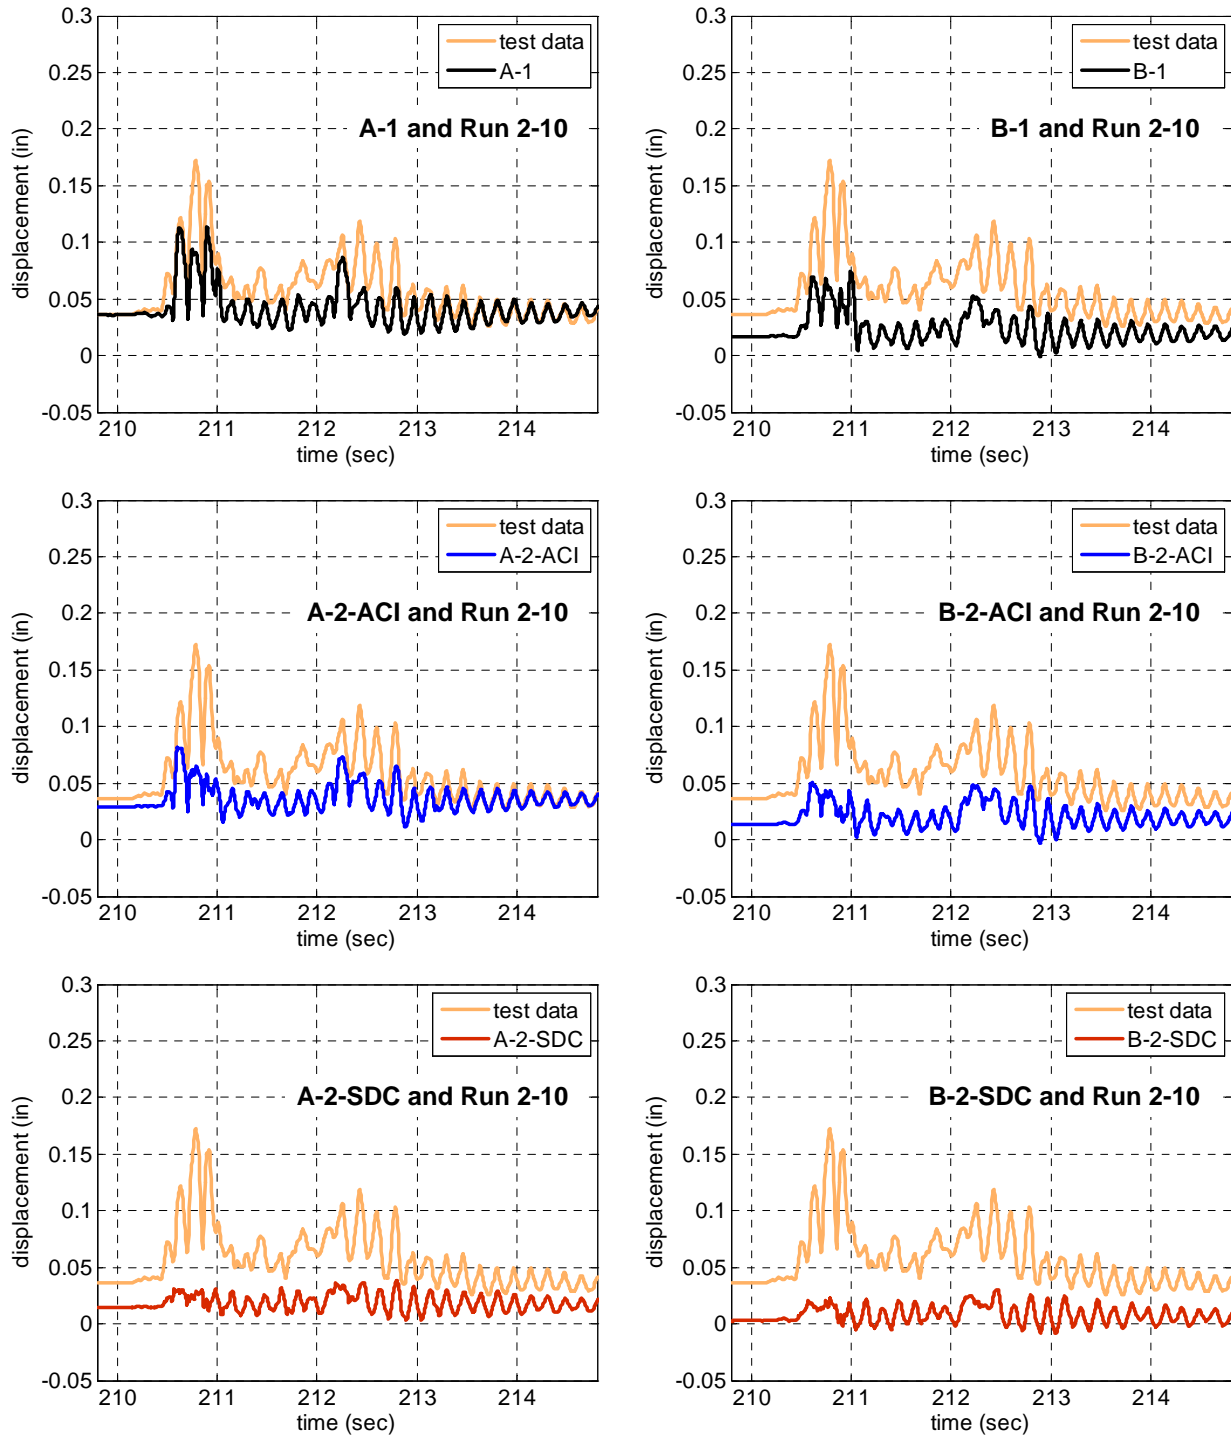 0.3
0.25
0.2
0.15
0.1
0.05
0
-0.05
displacement (in)
test data
A-1
A-1 and Run 2-10
210 211 212 213 214
time (sec)
0.3
0.25
0.2
0.15
0.1
0.05
0
-0.05
displacement (in)
test data
B-1
B-1 and Run 2-10
210 211 212 213 214
time (sec)
0.3
0.25
0.2
0.15
0.1
0.05
0
-0.05
displacement (in)
test data
A-2-ACI
A-2-ACI and Run 2-10
210 211 212 213 214
time (sec)
0.3
0.25
0.2
0.15
0.1
0.05
0
-0.05
displacement (in)
test data
B-2-ACI
B-2-ACI and Run 2-10
210 211 212 213 214
time (sec)
0.3
0.25
0.2
0.15
0.1
0.05
0
-0.05
displacement (in)
test data
A-2-SDC
A-2-SDC and Run 2-10
210 211 212 213 214
time (sec)
0.3
0.25
0.2
0.15
0.1
0.05
0
-0.05
displacement (in)
test data
B-2-SDC
B-2-SDC and Run 2-10
210 211 212 213 214
time (sec)